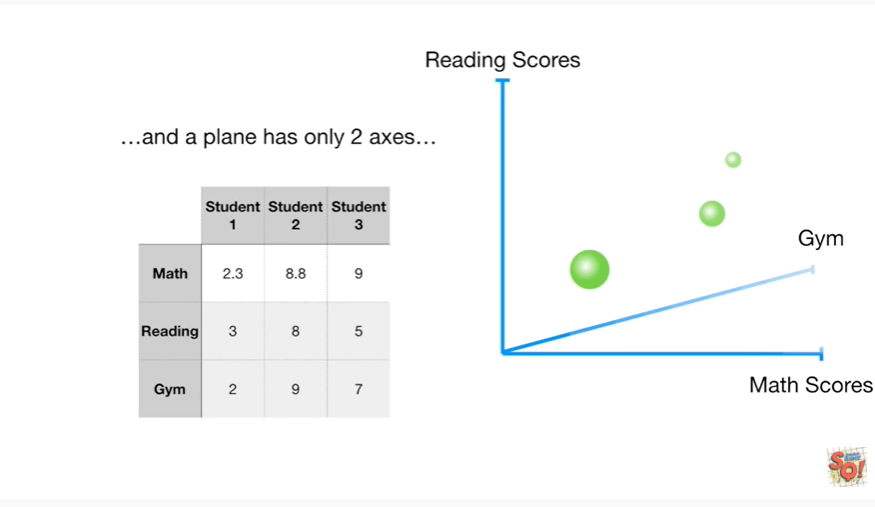 Reading Scores
…and a plane has only 2 axes…
Student 1 Student 2 Student 3
Math 2.3 8.8 9
Reading 3 8 5
Gym 2 9 7
Gym
Math Scores
SQ!